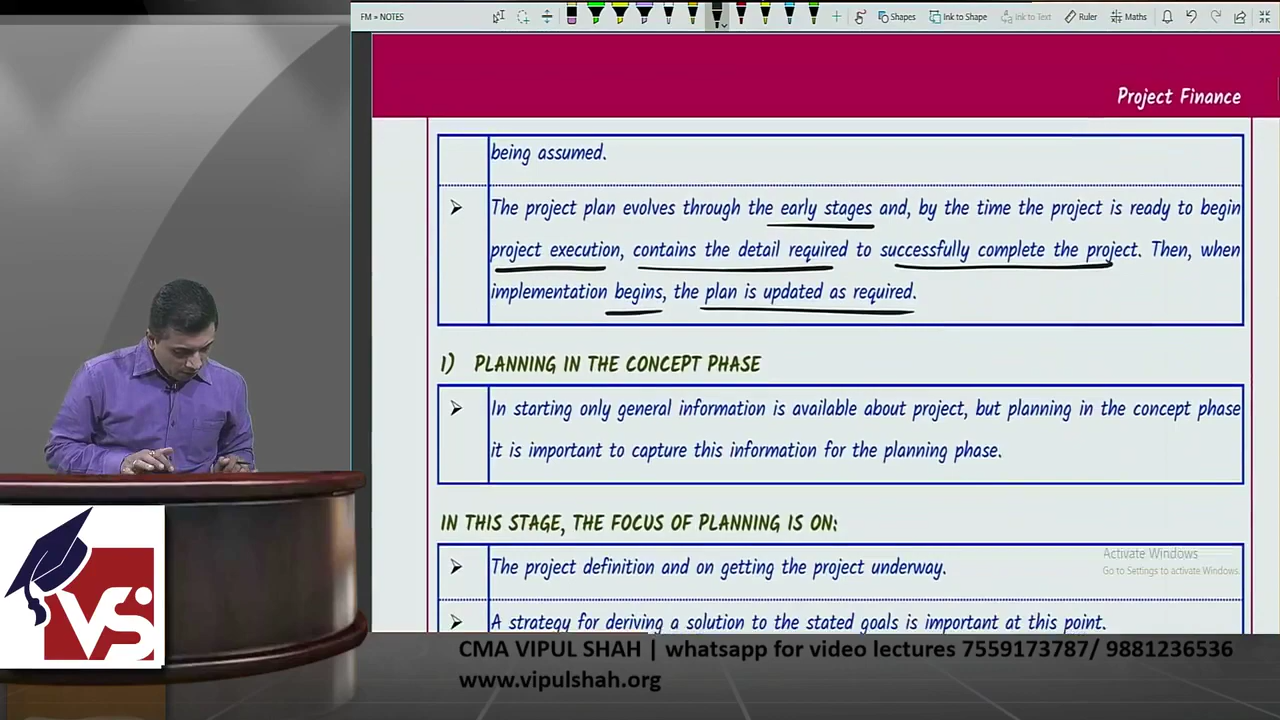 FM » NOTES
Shapes
Ink to Shape
Ink to Text
Ruler
Maths
Project Finance
being assumed.
➢ The project plan evolves through the early stages and, by the time the project is ready to begin
project execution, contains the detail required to successfully complete the project. Then, when
implementation begins, the plan is updated as required.
1) PLANNING IN THE CONCEPT PHASE
➢ In starting only general information is available about project, but planning in the concept phase
it is important to capture this information for the planning phase.
IN THIS STAGE, THE FOCUS OF PLANNING IS ON:
➢ The project definition and on getting the project underway.
➢ A strategy for deriving a solution to the stated goals is important at this point.
Activate Windows
Go to Settings to activate Windows.
VS
CMA VIPUL SHAH | whatsapp for video lectures 7559173787/ 9881236536
www.vipulshah.org